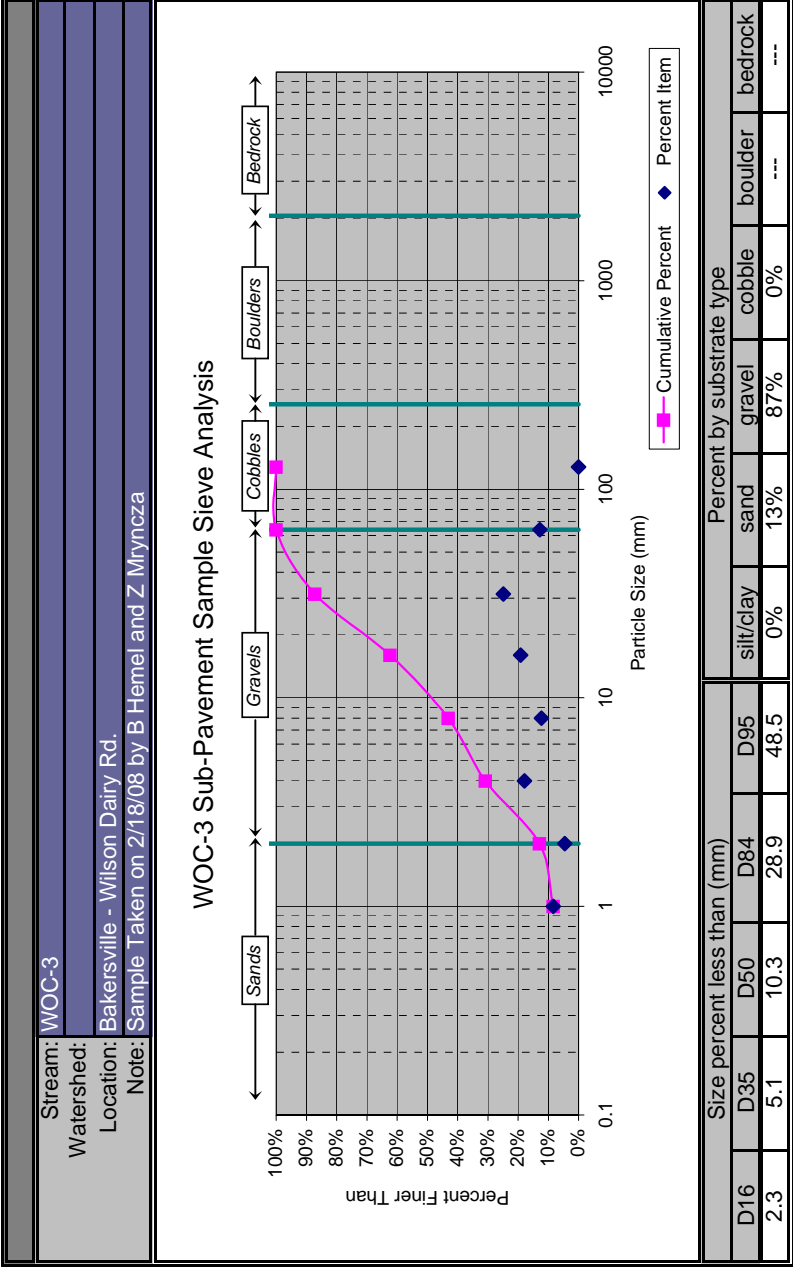 Stream: WOC-3
Watershed:
Location: Bakersville - Wilson Dairy Rd.
Note: Sample Taken on 2/18/08 by B Hemel and Z Mryncza
WOC-3 Sub-Pavement Sample Sieve Analysis
Sands Gravels Cobbles Boulders Bedrock
Percent Finer Than
100%
90%
80%
70%
60%
50%
40%
30%
20%
10%
0%
0.1 1 10 100 1000 10000
Particle Size (mm)
Cumulative Percent Percent Item
Size percent less than (mm) Percent by substrate type
D16 D35 D50 D84 D95 silt/clay sand gravel cobble boulder bedrock
2.3 5.1 10.3 28.9 48.5 0% 13% 87% 0% --- ---